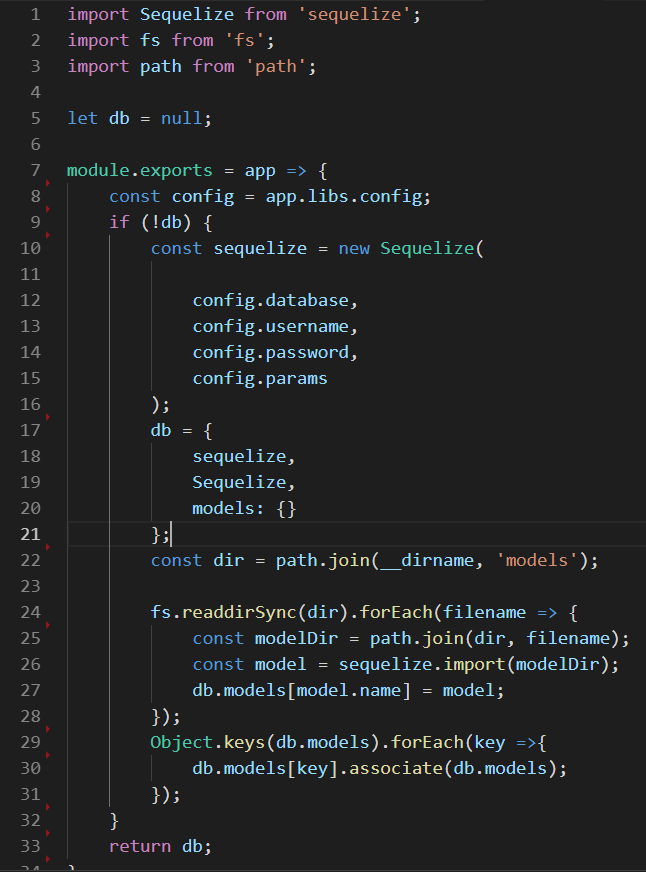 1 import Sequelize from 'sequelize';
2 import fs from 'fs';
3 import path from 'path';
4
5 let db = null;
6
7 module.exports = app => {
8     const config = app.libs.config;
9     if (!db) {
10         const sequelize = new Sequelize(
11
12             config.database,
13             config.username,
14             config.password,
15             config.params
16         );
17         db = {
18             sequelize,
19             Sequelize,
20             models: {}
21         };
22         const dir = path.join(__dirname, 'models');
23
24         fs.readdirSync(dir).forEach(filename => {
25             const modelDir = path.join(dir, filename);
26             const model = sequelize.import(modelDir);
27             db.models[model.name] = model;
28         });
29         Object.keys(db.models).forEach(key =>{
30             db.models[key].associate(db.models);
31         });
32     }
33     return db;